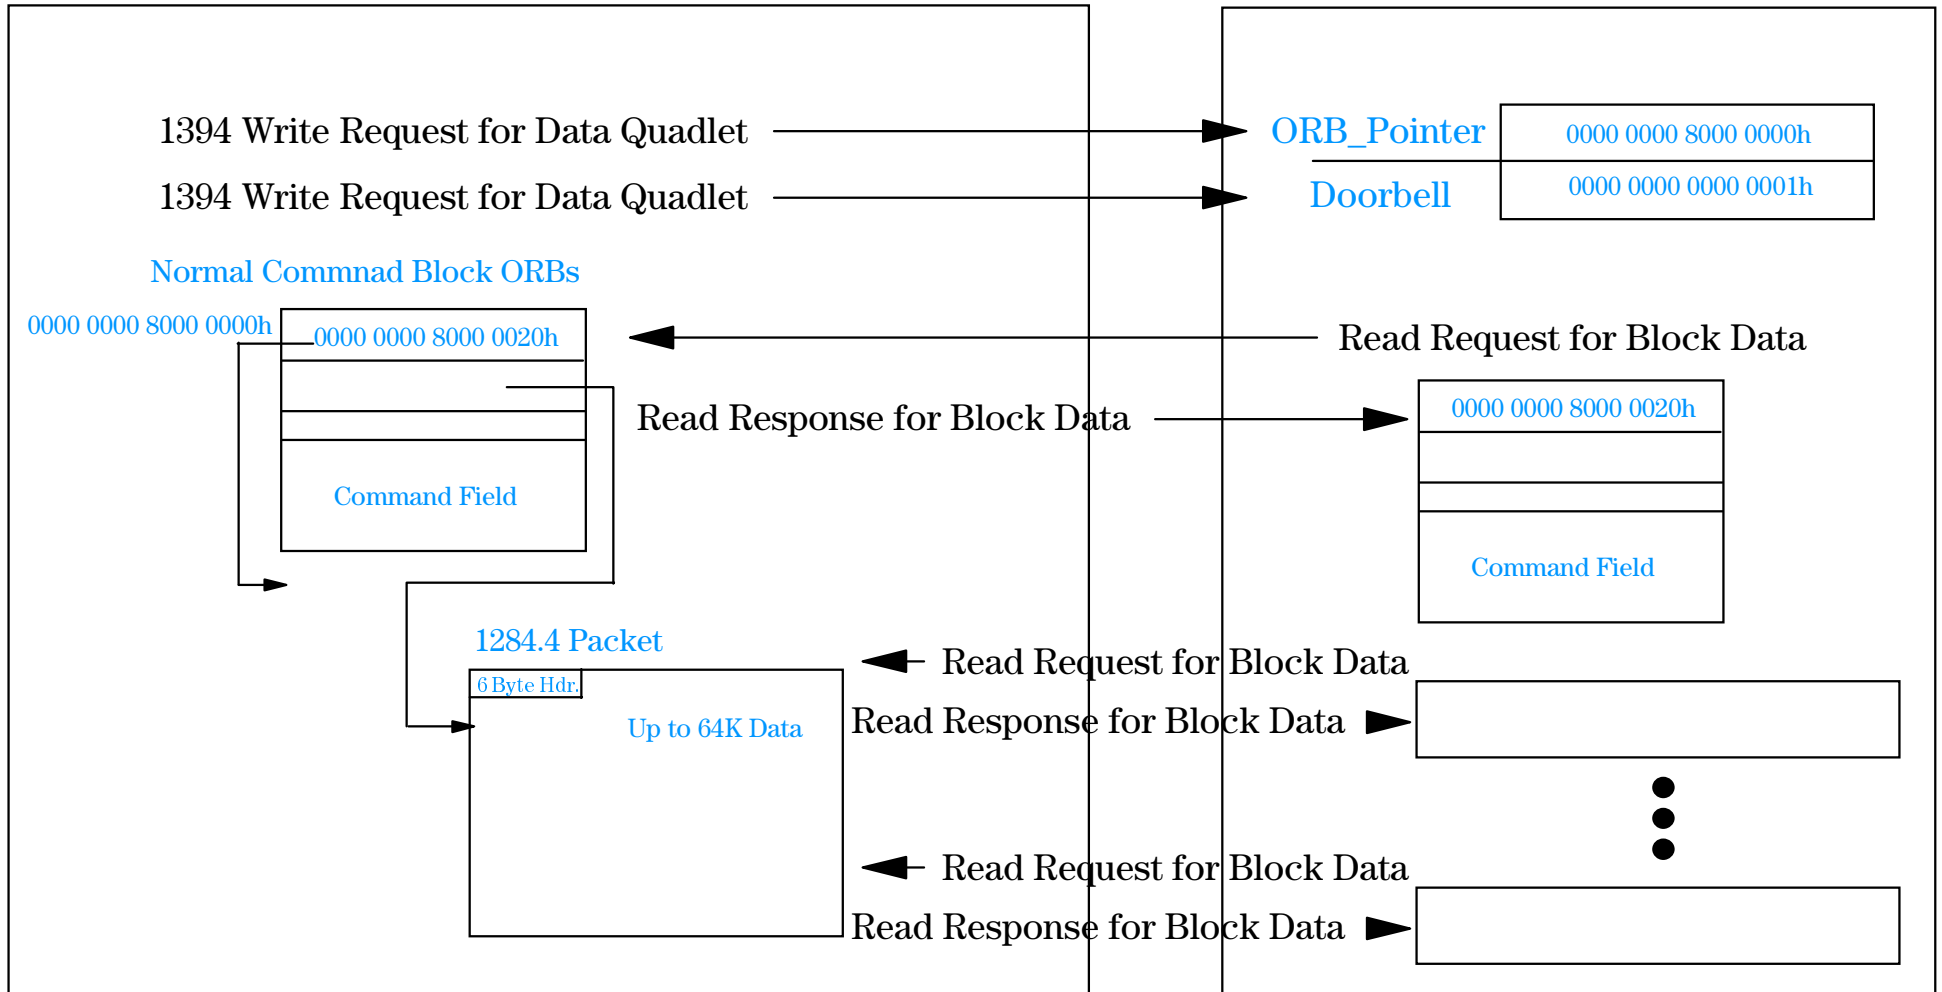 1394 Write Request for Data Quadlet
ORB_Pointer
0000 0000 8000 0000h
1394 Write Request for Data Quadlet
Doorbell
0000 0000 0000 0001h
Normal Commnad Block ORBs
0000 0000 8000 0000h
0000 0000 8000 0020h
Read Request for Block Data
Read Response for Block Data
0000 0000 8000 0020h
Command Field
Command Field
1284.4 Packet
6 Byte Hdr.
Up to 64K Data
Read Request for Block Data
Read Response for Block Data
Read Request for Block Data
Read Response for Block Data